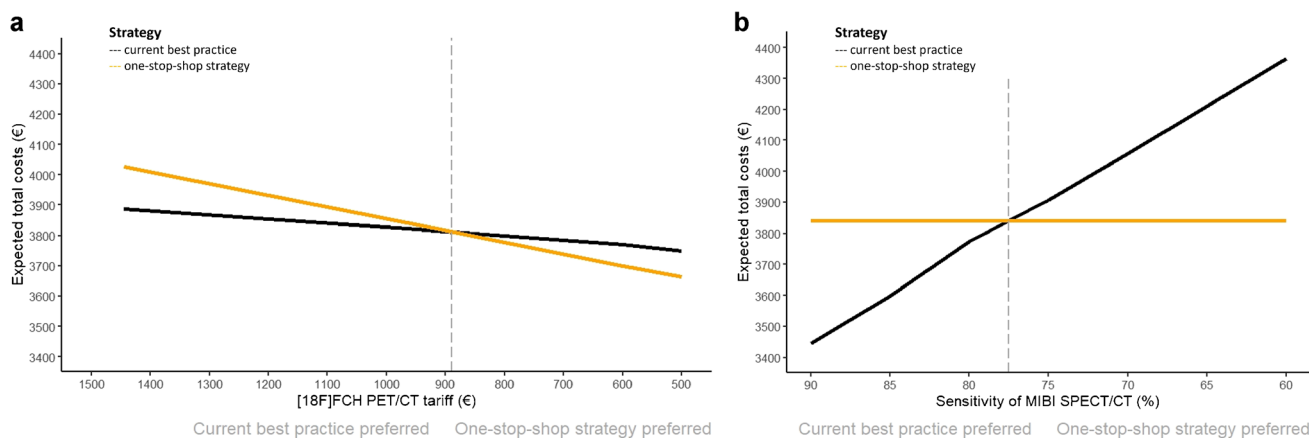 a
Strategy
--- current best practice
--- one-stop-shop strategy
Expected total costs (€)
4400
4300
4200
4100
4000
3900
3800
3700
3600
3500
3400
1500 1400 1300 1200 1100 1000 900 800 700 600 500
[18F]FCH PET/CT tariff (€)
Current best practice preferred One-stop-shop strategy preferred
b
Strategy
--- current best practice
--- one-stop-shop strategy
Expected total costs (€)
4400
4300
4200
4100
4000
3900
3800
3700
3600
3500
3400
90 85 80 75 70 65 60
Sensitivity of MIBI SPECT/CT (%)
Current best practice preferred One-stop-shop strategy preferred